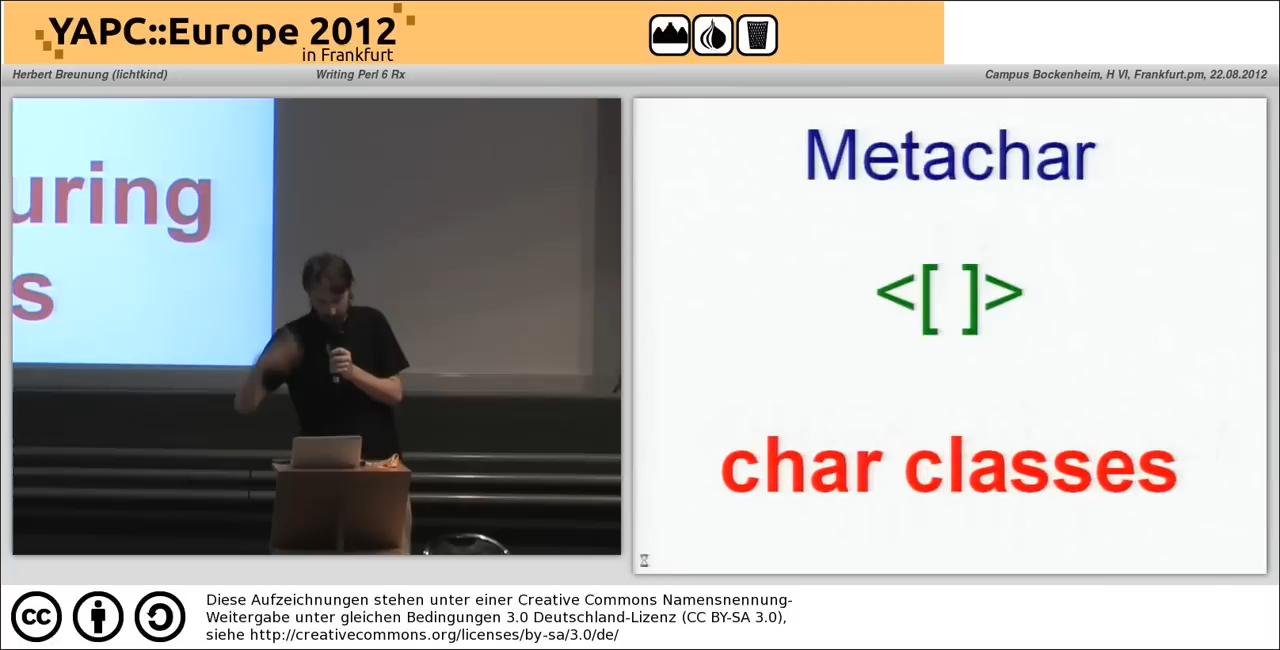 YAPC::Europe 2012
in Frankfurt
Herbert Breunung (lichtkind)
Writing Perl 6 Rx
Campus Bockenheim, H VI, Frankfurt.pm, 22.08.2012
uring
s
Metachar
<[ ]>
char classes
cc
Diese Aufzeichnungen stehen unter einer Creative Commons Namensnennung-
Weitergabe unter gleichen Bedingungen 3.0 Deutschland-Lizenz (CC BY-SA 3.0),
siehe http://creativecommons.org/licenses/by-sa/3.0/de/